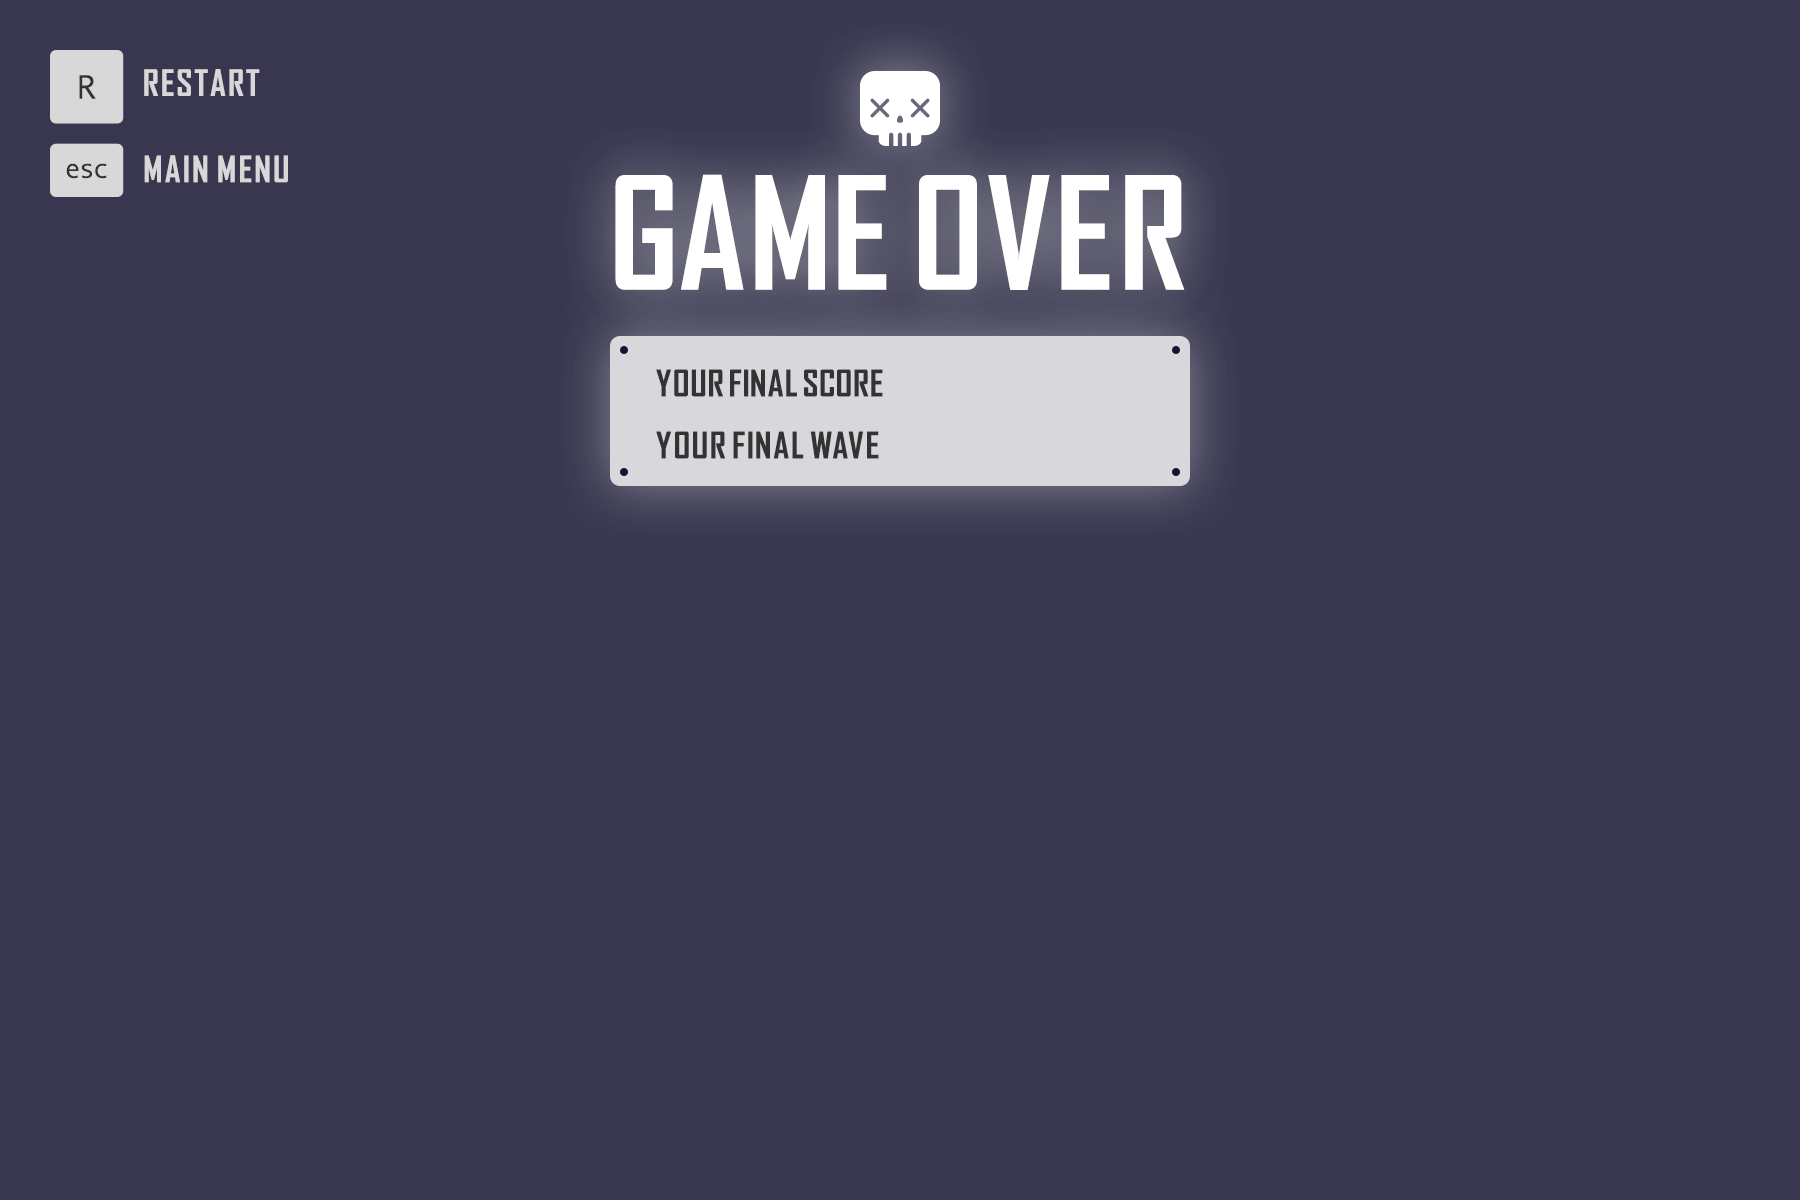 R RESTART
esc MAIN MENU
GAME OVER
YOUR FINAL SCORE
YOUR FINAL WAVE